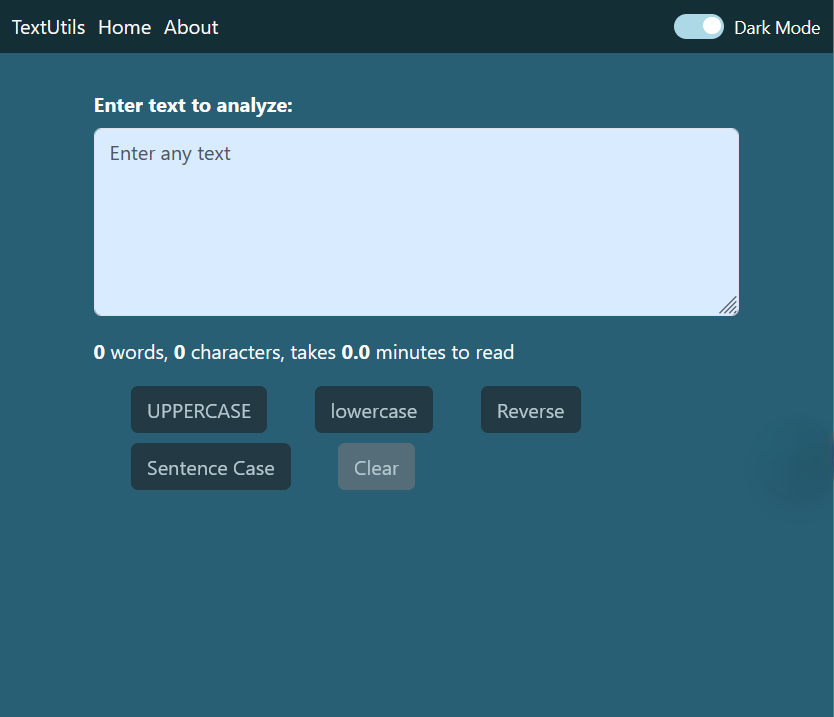 TextUtils Home About Dark Mode
Enter text to analyze:
Enter any text
0 words, 0 characters, takes 0.0 minutes to read
UPPERCASE lowercase Reverse
Sentence Case Clear